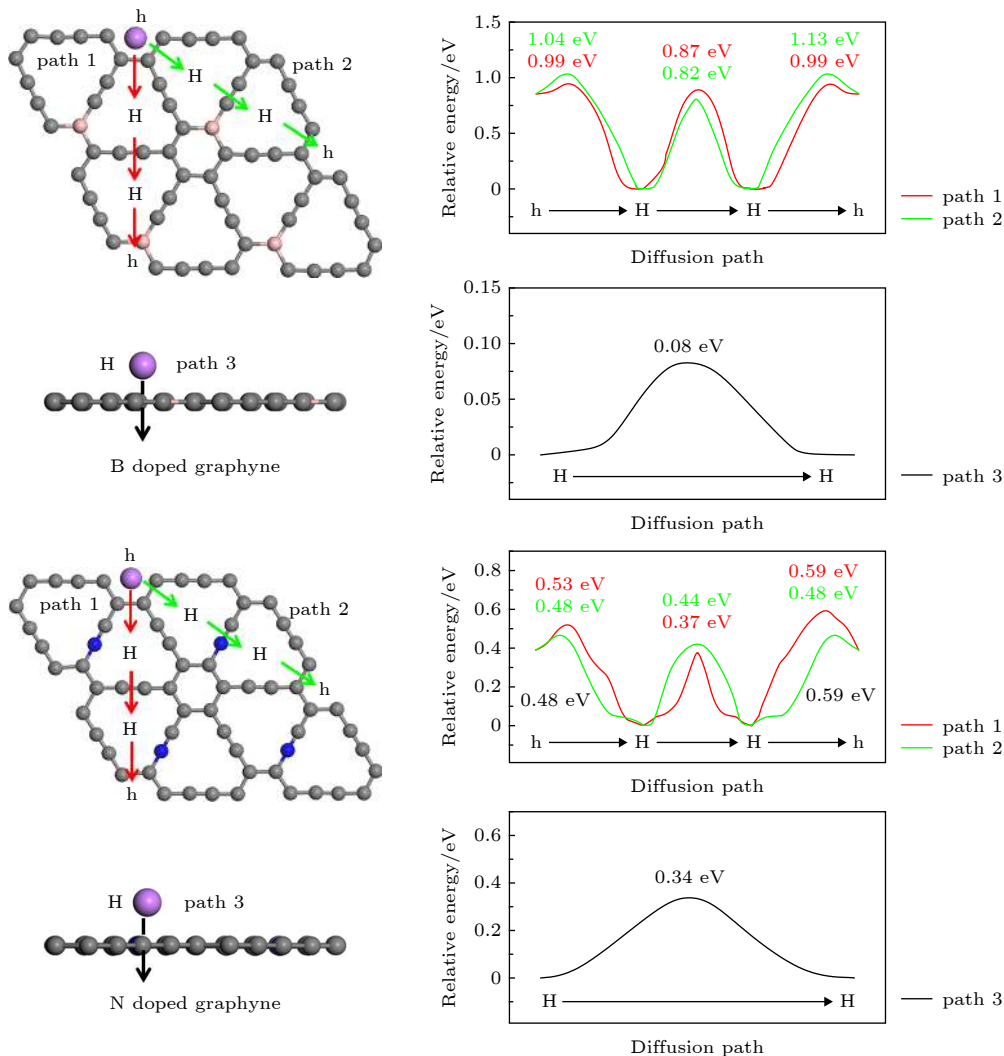 h
path 1
path 2
H
H
H
H
h
h
H
path 3
B doped graphyne
Relative energy/eV
1.5
1.0
0.5
0
1.04 eV
0.99 eV
0.87 eV
0.82 eV
1.13 eV
0.99 eV
h
H
H
h
Diffusion path
path 1
path 2
Relative energy/eV
0.15
0.10
0.05
0
0.08 eV
H
H
Diffusion path
path 3
h
path 1
path 2
H
H
H
H
h
h
H
path 3
N doped graphyne
Relative energy/eV
0.8
0.6
0.4
0.2
0
0.53 eV
0.48 eV
0.44 eV
0.37 eV
0.59 eV
0.48 eV
0.48 eV
0.59 eV
h
H
H
h
Diffusion path
path 1
path 2
Relative energy/eV
0.6
0.4
0.2
0
0.34 eV
H
H
Diffusion path
path 3